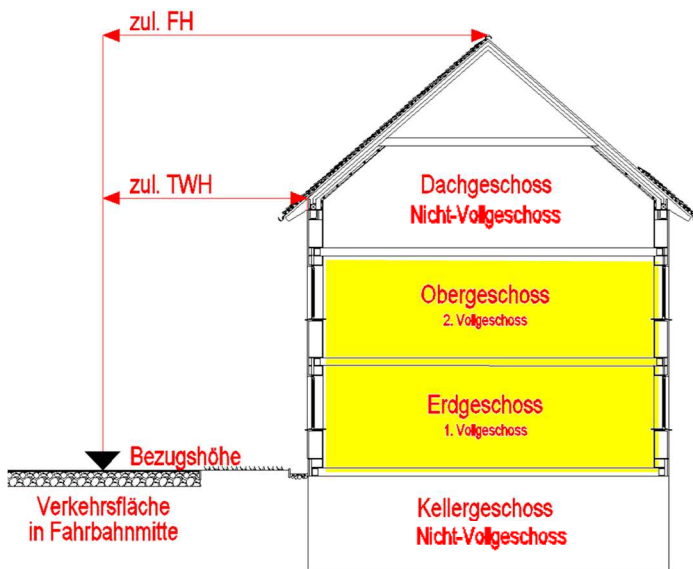 zul. FH
zul. TWH
Dachgeschoss
Nicht-Vollgeschoss
Obergeschoss
2. Vollgeschoss
Erdgeschoss
1. Vollgeschoss
Bezugshöhe
Verkehrsfläche
in Fahrbahnmitte
Kellergeschoss
Nicht-Vollgeschoss